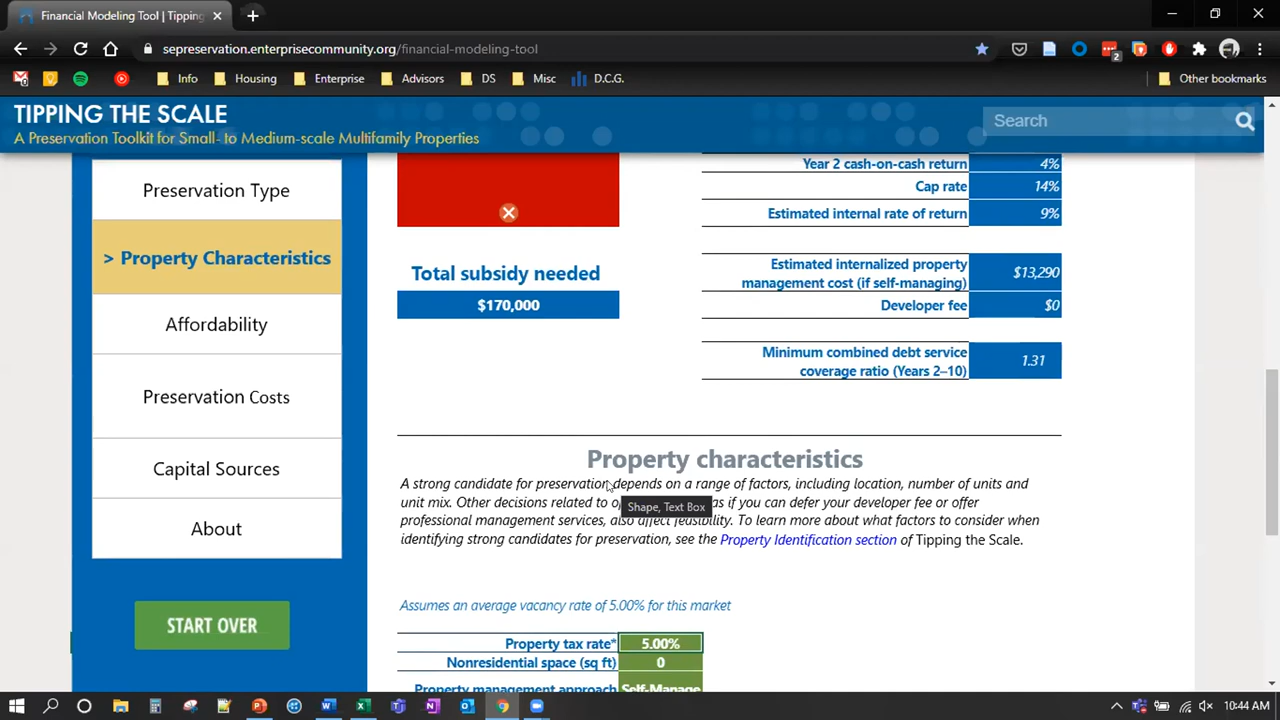 Financial Modeling Tool | Tipping
sepreservation.enterprisecommunity.org/financial-modeling-tool
2
Info
Housing
Enterprise
Advisors
DS
Misc
D.C.G.
Other bookmarks
TIPPING THE SCALE
A Preservation Toolkit for Small- to Medium-scale Multifamily Properties
Search
Preservation Type
> Property Characteristics
Affordability
Preservation Costs
Capital Sources
About
START OVER
Total subsidy needed
$170,000
Year 2 cash-on-cash return 4%
Cap rate 14%
Estimated internal rate of return 9%
Estimated internalized property
management cost (if self-managing) $13,290
Developer fee $0
Minimum combined debt service
coverage ratio (Years 2–10) 1.31
Property characteristics
A strong candidate for preservation depends on a range of factors, including location, number of units and
unit mix. Other decisions related to as if you can defer your developer fee or offer
Shape, Text Box
professional management services, also affect feasibility. To learn more about what factors to consider when
identifying strong candidates for preservation, see the Property Identification section of Tipping the Scale.
Assumes an average vacancy rate of 5.00% for this market
Property tax rate* 5.00%
Nonresidential space (sq ft) 0
Property management approach Self-Manage
10:44 AM